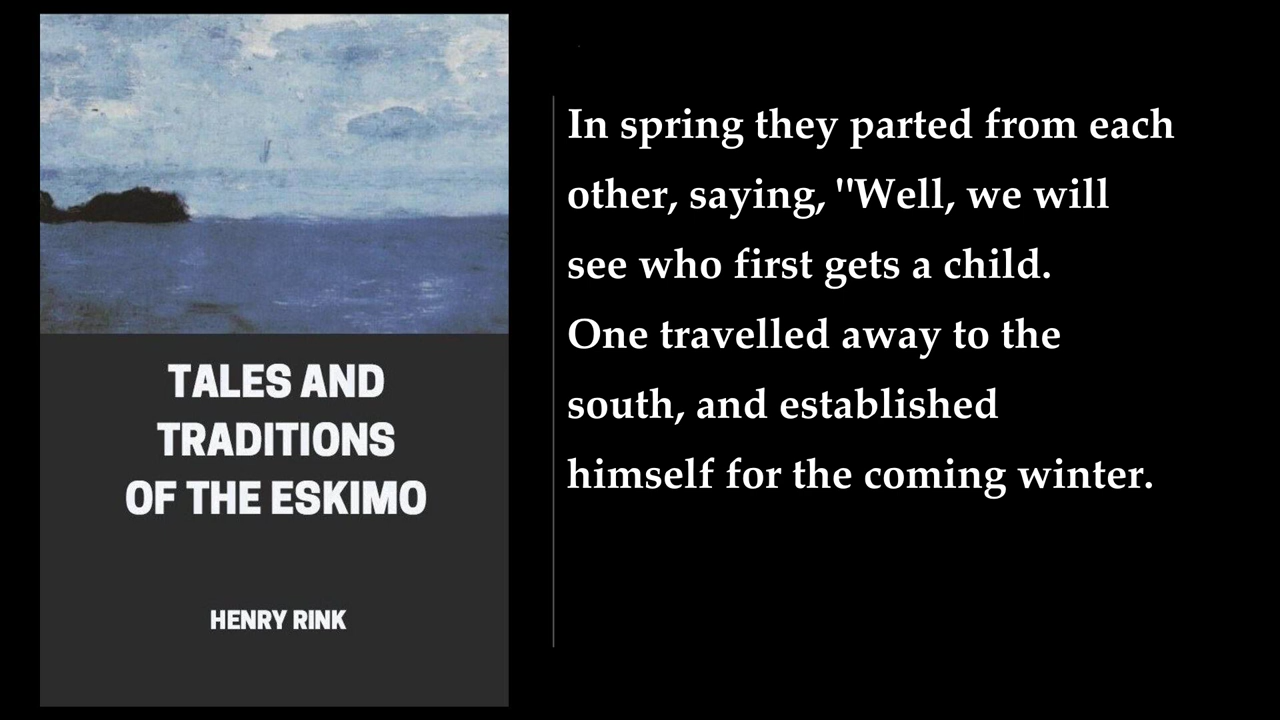 TALES AND
TRADITIONS
OF THE ESKIMO
HENRY RINK
In spring they parted from each
other, saying, "Well, we will
see who first gets a child.
One travelled away to the
south, and established
himself for the coming winter.